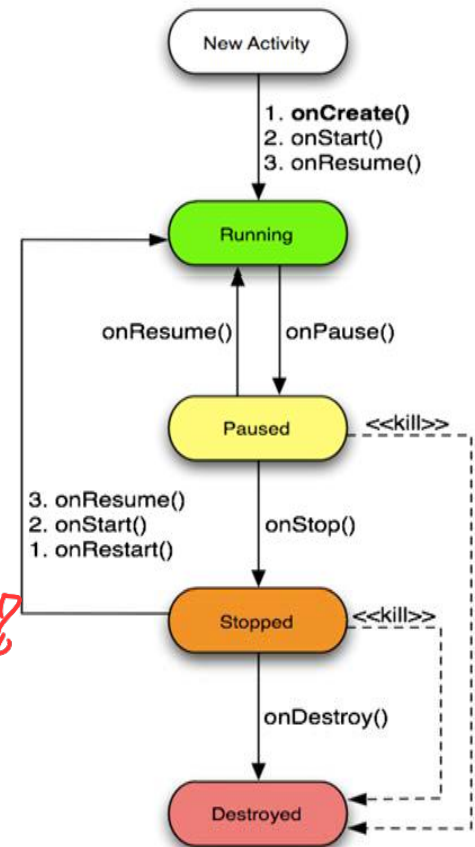 New Activity
1. onCreate()
2. onStart()
3. onResume()
Running
onResume()
onPause()
Paused
<<kill>>
3. onResume()
2. onStart()
1. onRestart()
onStop()
Stopped
<<kill>>
onDestroy()
Destroyed